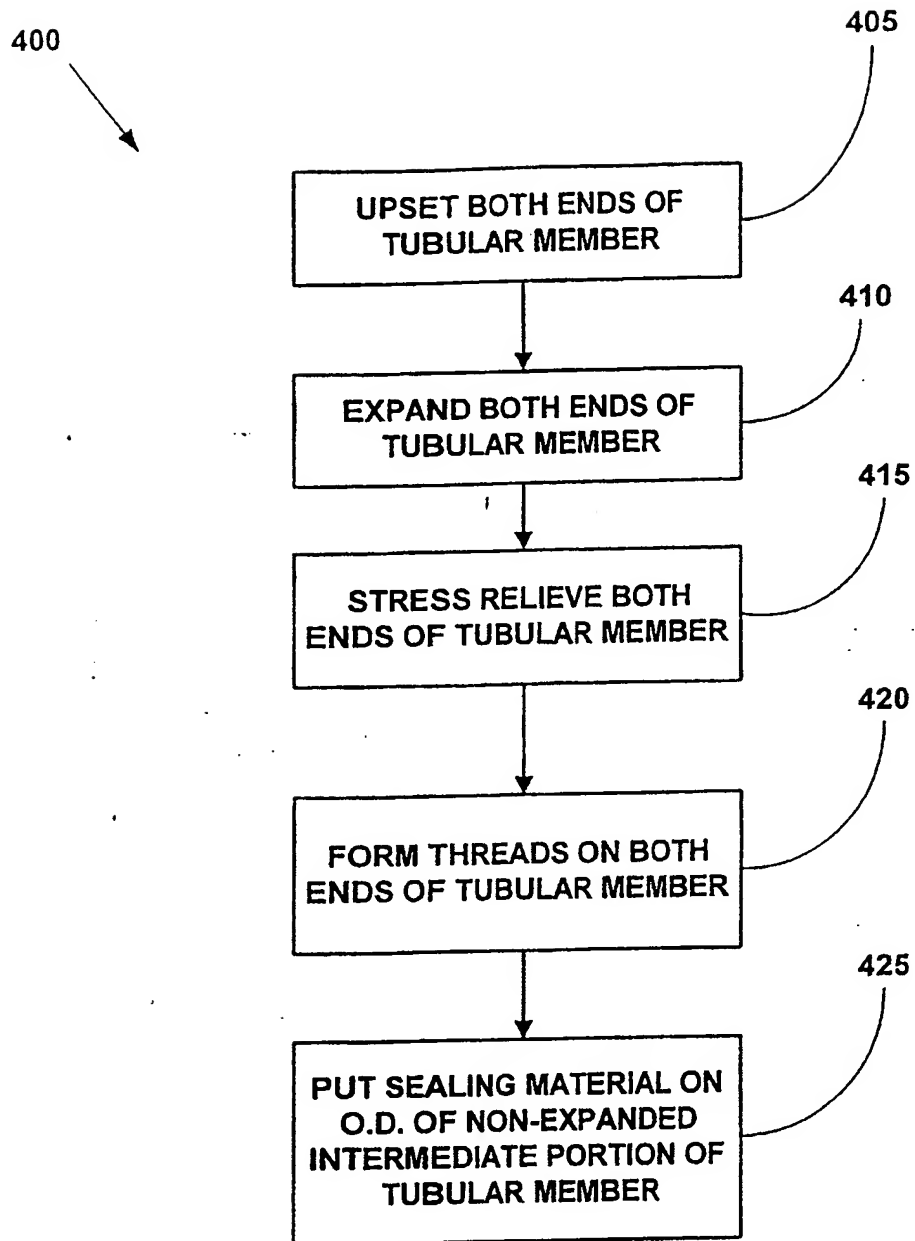 400
405
UPSET BOTH ENDS OF
TUBULAR MEMBER
410
EXPAND BOTH ENDS OF
TUBULAR MEMBER
415
STRESS RELIEVE BOTH
ENDS OF TUBULAR MEMBER
420
FORM THREADS ON BOTH
ENDS OF TUBULAR MEMBER
425
PUT SEALING MATERIAL ON
O.D. OF NON-EXPANDED
INTERMEDIATE PORTION OF
TUBULAR MEMBER